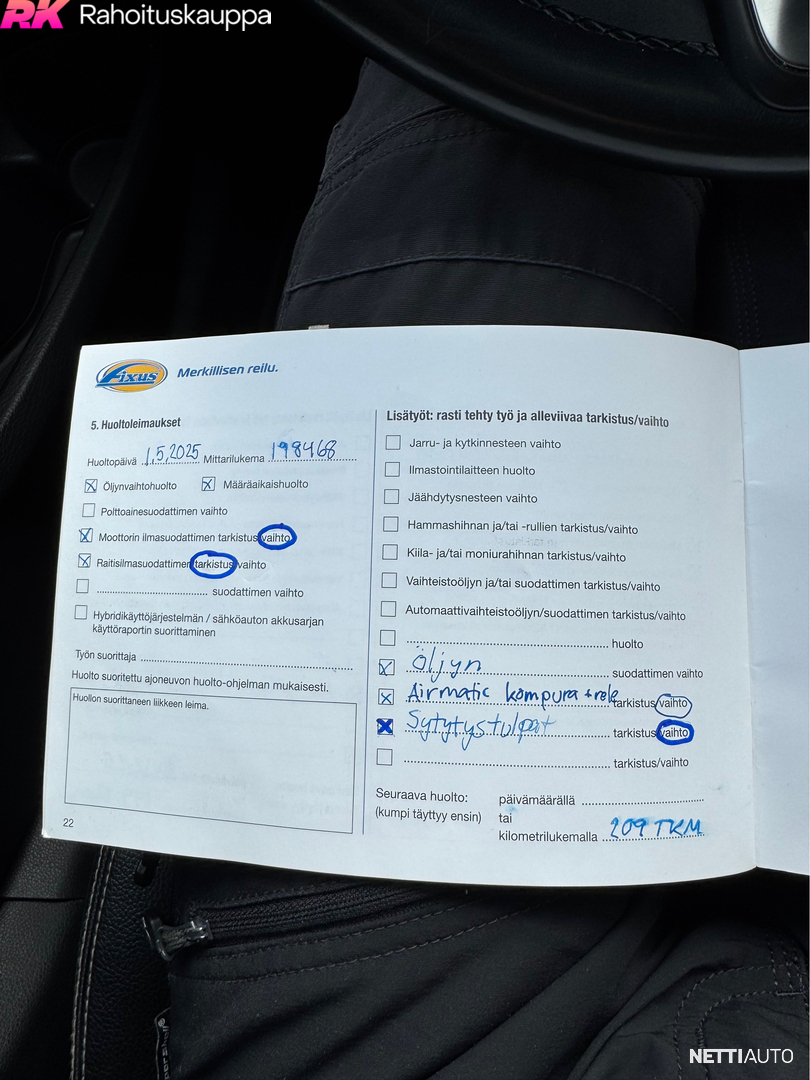 RK Rahoituskauppa
Fixus Merkillisen reilu.
5. Huoltoleimaukset
Huoltopäivä 1.5.2025 Mittarilukema 198468
Öljynvaihtohuolto Määräaikaishuolto
Polttoainesuodattimen vaihto
Moottorin ilmasuodattimen tarkistus/vaihto
Raitisilmasuodattimen tarkistus/vaihto
suodattimen vaihto
Hybridikäyttöjärjestelmän / sähköauton akkusarjan
käyttöraportin suorittaminen
Työn suorittaja
Huolto suoritettu ajoneuvon huolto-ohjelman mukaisesti.
Huollon suorittaneen liikkeen leima.
22
Lisätyöt: rasti tehty työ ja alleviivaa tarkistus/vaihto
Jarru- ja kytkinnesteen vaihto
Ilmastointilaitteen huolto
Jäähdytysnesteen vaihto
Hammashihnan ja/tai -rullien tarkistus/vaihto
Kiila- ja/tai moniurahihnan tarkistus/vaihto
Vaihteistoöljyn ja/tai suodattimen tarkistus/vaihto
Automaattivaihteistoöljyn/suodattimen tarkistus/vaihto
huolto
Öljyn suodattimen vaihto
Airmatic kompura + rele tarkistus/vaihto
Sytytystulpat tarkistus/vaihto
tarkistus/vaihto
Seuraava huolto: päivämäärällä
(kumpi täyttyy ensin) tai
kilometrilukemalla 209 TKM
NETTIAUTO